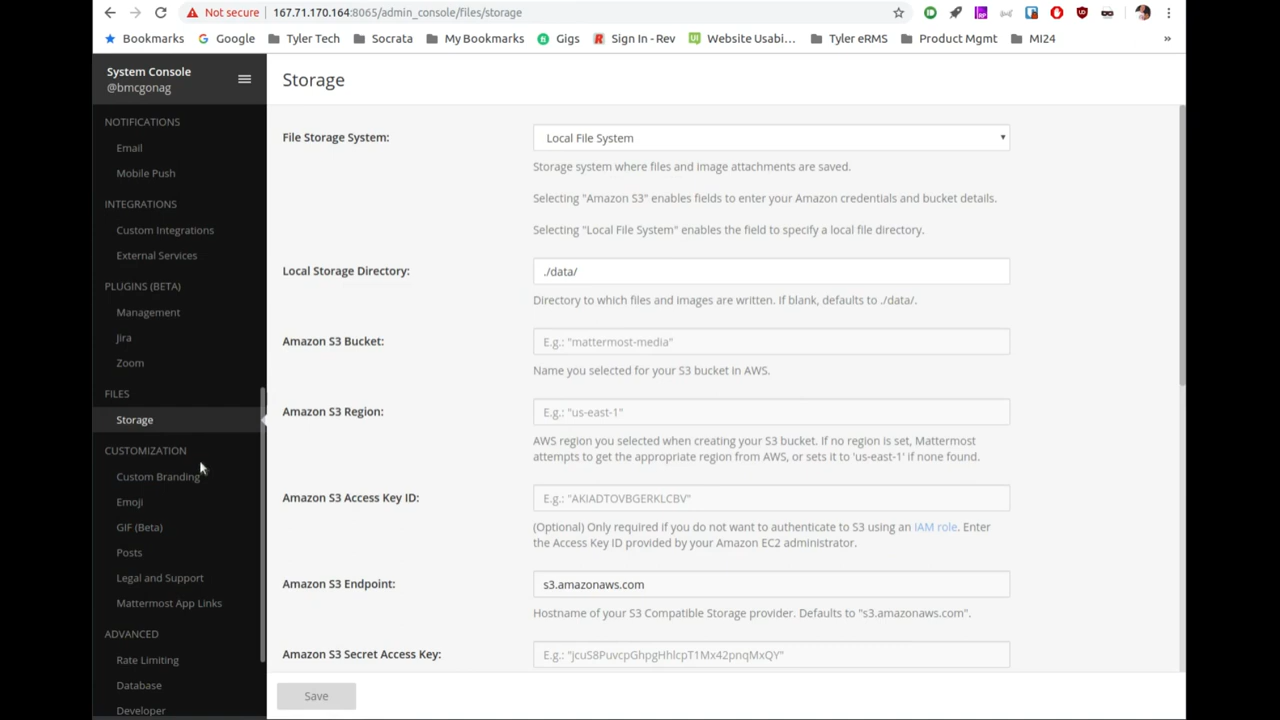 Not secure 167.71.170.164:8065/admin_console/files/storage
Bookmarks Google Tyler Tech Socrata My Bookmarks Gigs Sign In - Rev Website Usabi... Tyler eRMS Product Mgmt MI24 »
System Console
@bmcgonag
NOTIFICATIONS
Email
Mobile Push
INTEGRATIONS
Custom Integrations
External Services
PLUGINS (BETA)
Management
Jira
Zoom
FILES
Storage
CUSTOMIZATION
Custom Branding
Emoji
GIF (Beta)
Posts
Legal and Support
Mattermost App Links
ADVANCED
Rate Limiting
Database
Developer
Storage
File Storage System:
Local File System
Storage system where files and image attachments are saved.
Selecting "Amazon S3" enables fields to enter your Amazon credentials and bucket details.
Selecting "Local File System" enables the field to specify a local file directory.
Local Storage Directory:
./data/
Directory to which files and images are written. If blank, defaults to ./data/.
Amazon S3 Bucket:
E.g.: "mattermost-media"
Name you selected for your S3 bucket in AWS.
Amazon S3 Region:
E.g.: "us-east-1"
AWS region you selected when creating your S3 bucket. If no region is set, Mattermost
attempts to get the appropriate region from AWS, or sets it to 'us-east-1' if none found.
Amazon S3 Access Key ID:
E.g.: "AKIADTOVBGERKLCBV"
(Optional) Only required if you do not want to authenticate to S3 using an IAM role. Enter
the Access Key ID provided by your Amazon EC2 administrator.
Amazon S3 Endpoint:
s3.amazonaws.com
Hostname of your S3 Compatible Storage provider. Defaults to "s3.amazonaws.com".
Amazon S3 Secret Access Key:
E.g.: "jcuS8PuvcpGhpgHhlcpT1Mx42pnqMxQY"
Save